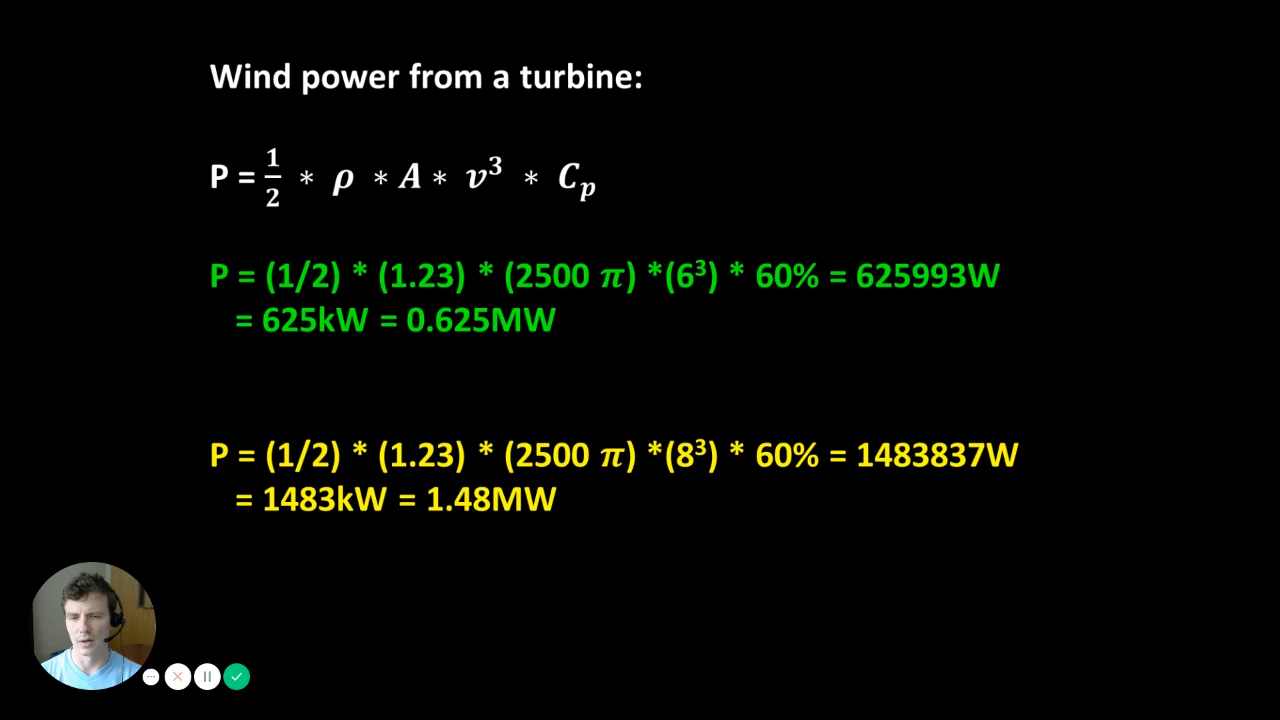 Wind power from a turbine:
P = 1/2 * ρ * A * v³ * Cₚ
P = (1/2) * (1.23) * (2500 π) *(6³) * 60% = 625993W
= 625kW = 0.625MW
P = (1/2) * (1.23) * (2500 π) *(8³) * 60% = 1483837W
= 1483kW = 1.48MW